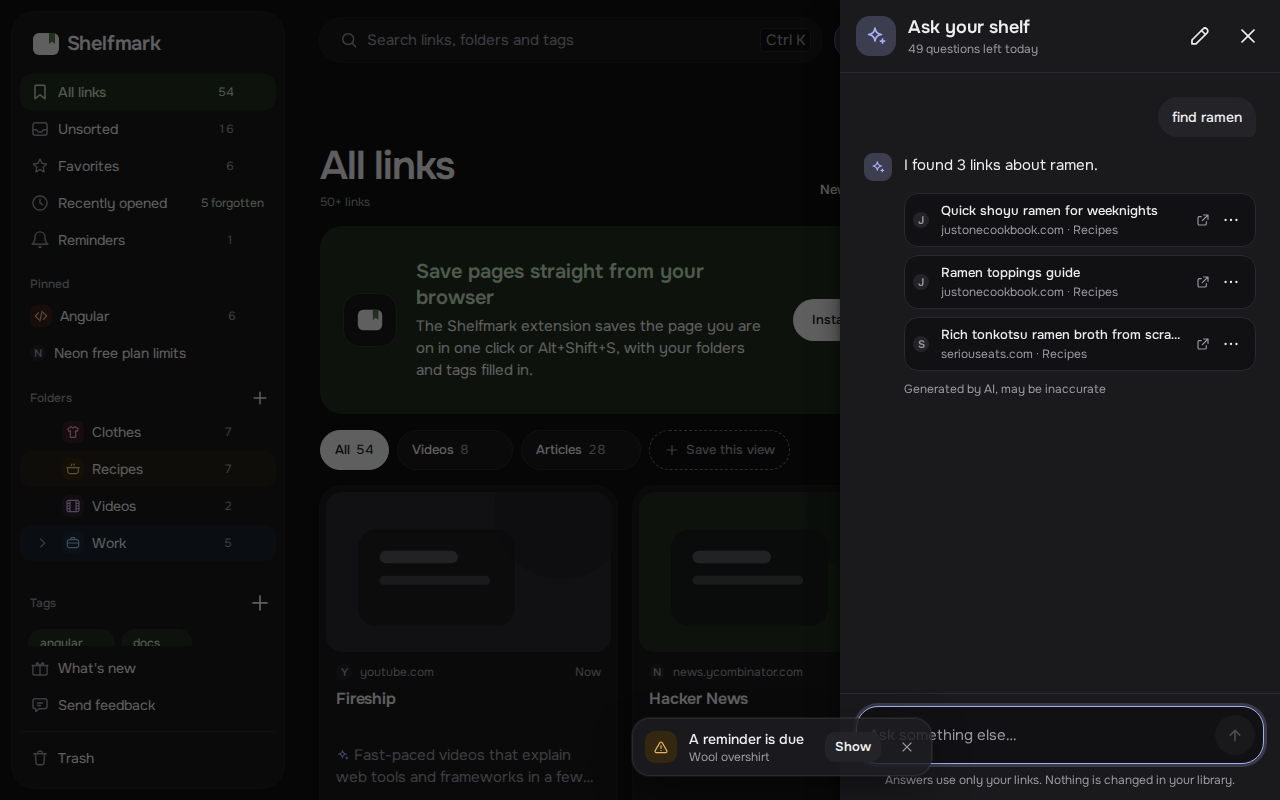 Shelfmark
All links 54
Unsorted 16
Favorites 6
Recently opened 5 forgotten
Reminders 1
Pinned
Angular 6
N Neon free plan limits
Folders
Clothes 7
Recipes 7
Videos 2
Work 5
Tags
angular docs
What's new
Send feedback
Trash
Search links, folders and tags Ctrl K
All links
50+ links
Save pages straight from your
browser
The Shelfmark extension saves the page you are
on in one click or Alt+Shift+S, with your folders
and tags filled in.
All 54 Videos 8 Articles 28 Save this view
Y youtube.com Now
Fireship
Fast-paced videos that explain
web tools and frameworks in a few…
N news.ycombinator.com
Hacker News
A reminder is due
Wool overshirt
Show
Ask your shelf
49 questions left today
find ramen
I found 3 links about ramen.
J Quick shoyu ramen for weeknights
justonecookbook.com · Recipes
J Ramen toppings guide
justonecookbook.com · Recipes
S Rich tonkotsu ramen broth from scra…
seriouseats.com · Recipes
Generated by AI, may be inaccurate
Ask something else…
Answers use only your links. Nothing is changed in your library.